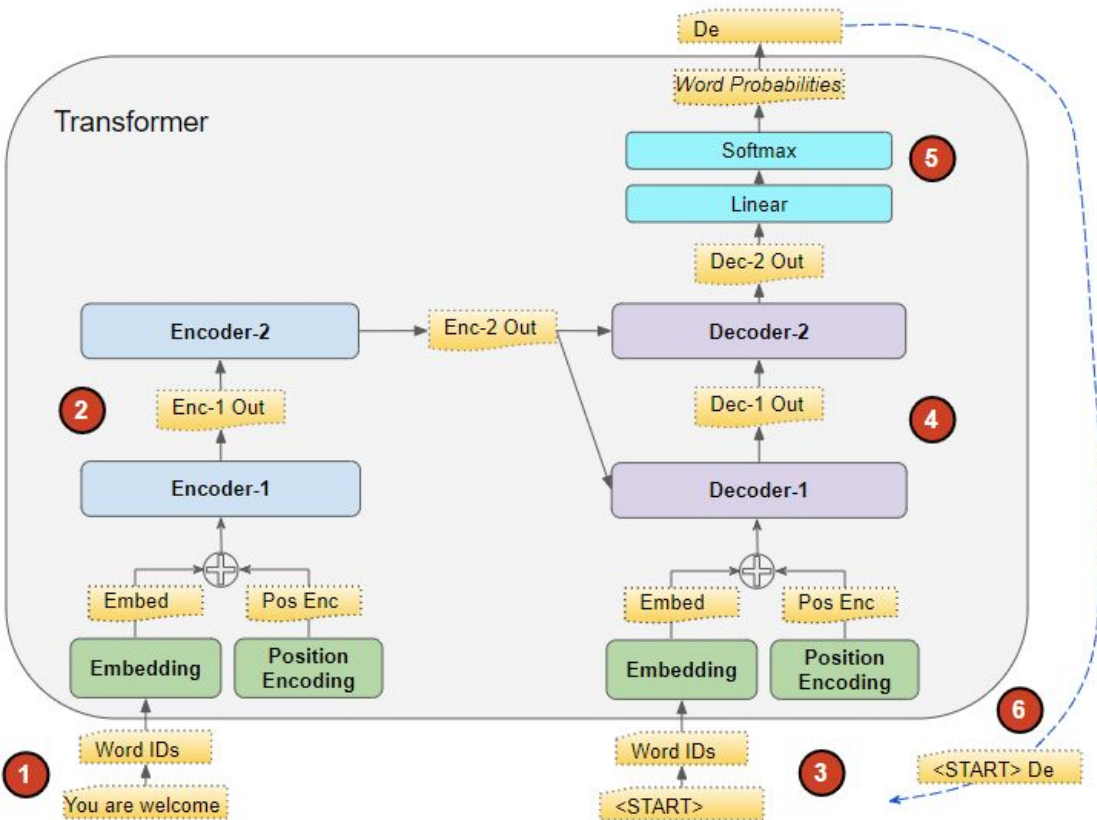 De
Word Probabilities
Transformer
Softmax
5
Linear
Dec-2 Out
Encoder-2
Enc-2 Out
Decoder-2
2
Enc-1 Out
Dec-1 Out
4
Encoder-1
Decoder-1
Embed
Pos Enc
Embed
Pos Enc
Embedding
Position
Encoding
Embedding
Position
Encoding
6
1
Word IDs
Word IDs
3
<START> De
You are welcome
<START>